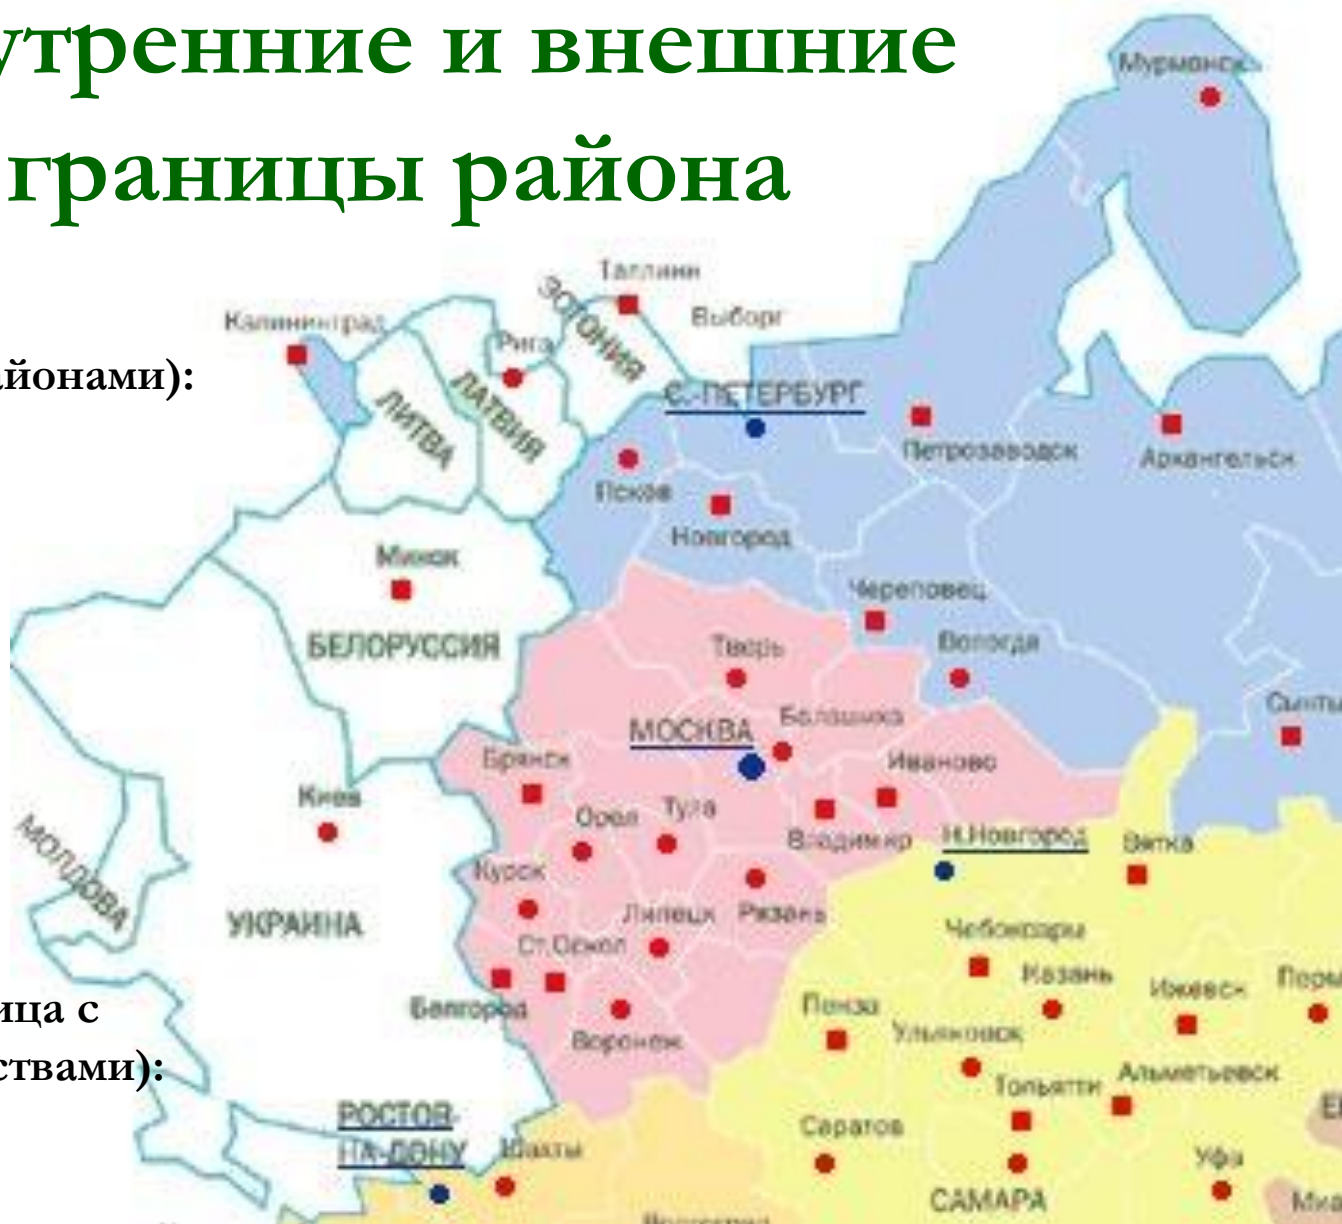 утренние и внешние
границы района
Мурманск
Таллинн
ЭСТОНИЯ
Выборг
Калининград
Рига
йонами):
С.-ПЕТЕРБУРГ
ЛИТВА
ЛАТВИЯ
Петрозаводск
Архангельск
Псков
Новгород
Минск
Череповец
БЕЛОРУССИЯ
Тверь
Вологда
МОСКВА
Балашиха
Брянск
Иваново
Киев
Орел
Тула
Владимир
Н.Новгород
Вятка
МОЛДОВА
Курск
УКРАИНА
Липецк
Рязань
Ст.Оскол
Чебоксары
Казань
Ижевск
ица с
Белгород
Пенза
Ульяновск
Воронеж
ствами):
Тольятти
Альметьевск
РОСТОВ-
НА-ДОНУ
Шахты
Саратов
Уфа
САМАРА